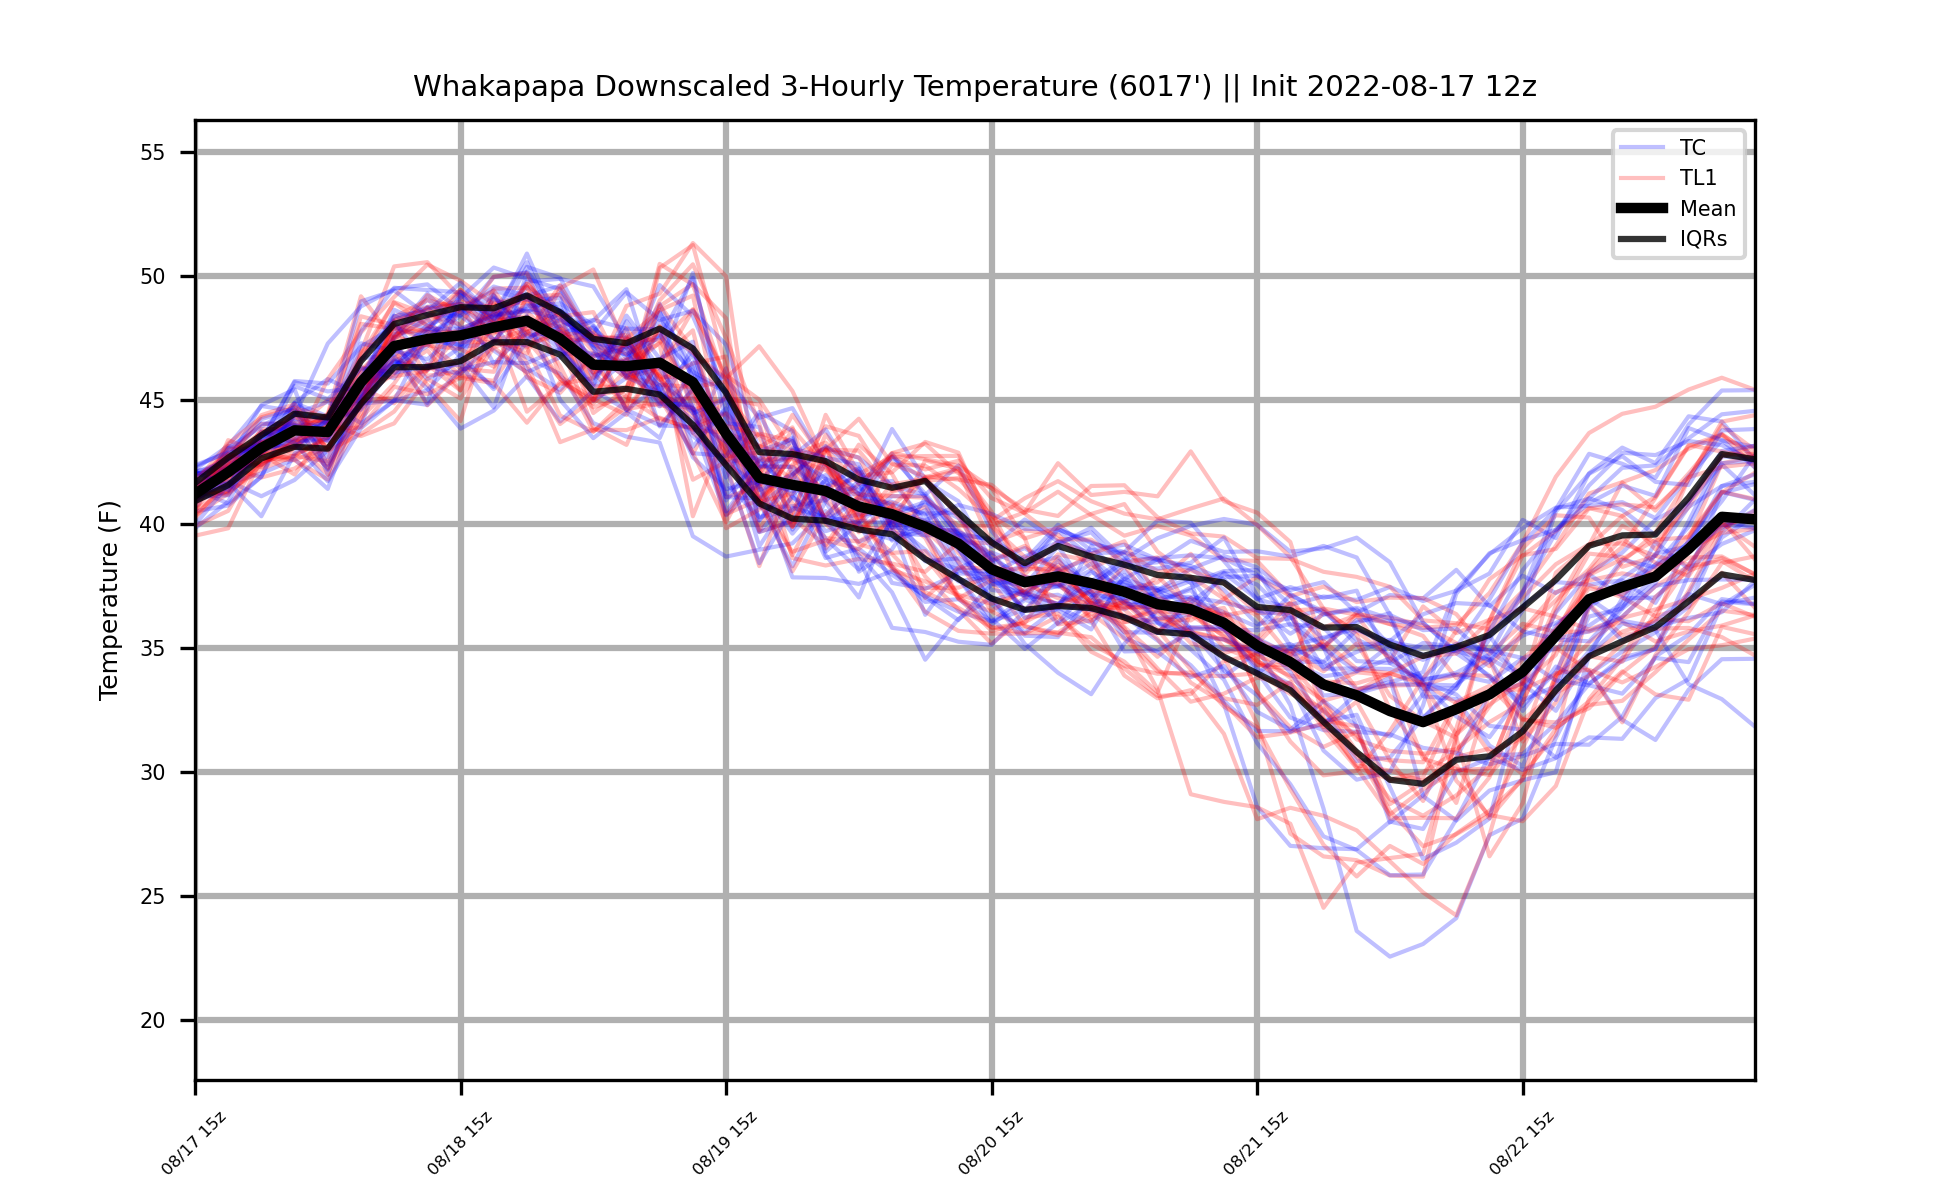 Whakapapa Downscaled 3-Hourly Temperature (6017') || Init 2022-08-17 12z
TC
TL1
Mean
IQRs
Temperature (F)
55
50
45
40
35
30
25
20
08/17 15z
08/18 15z
08/19 15z
08/20 15z
08/21 15z
08/22 15z